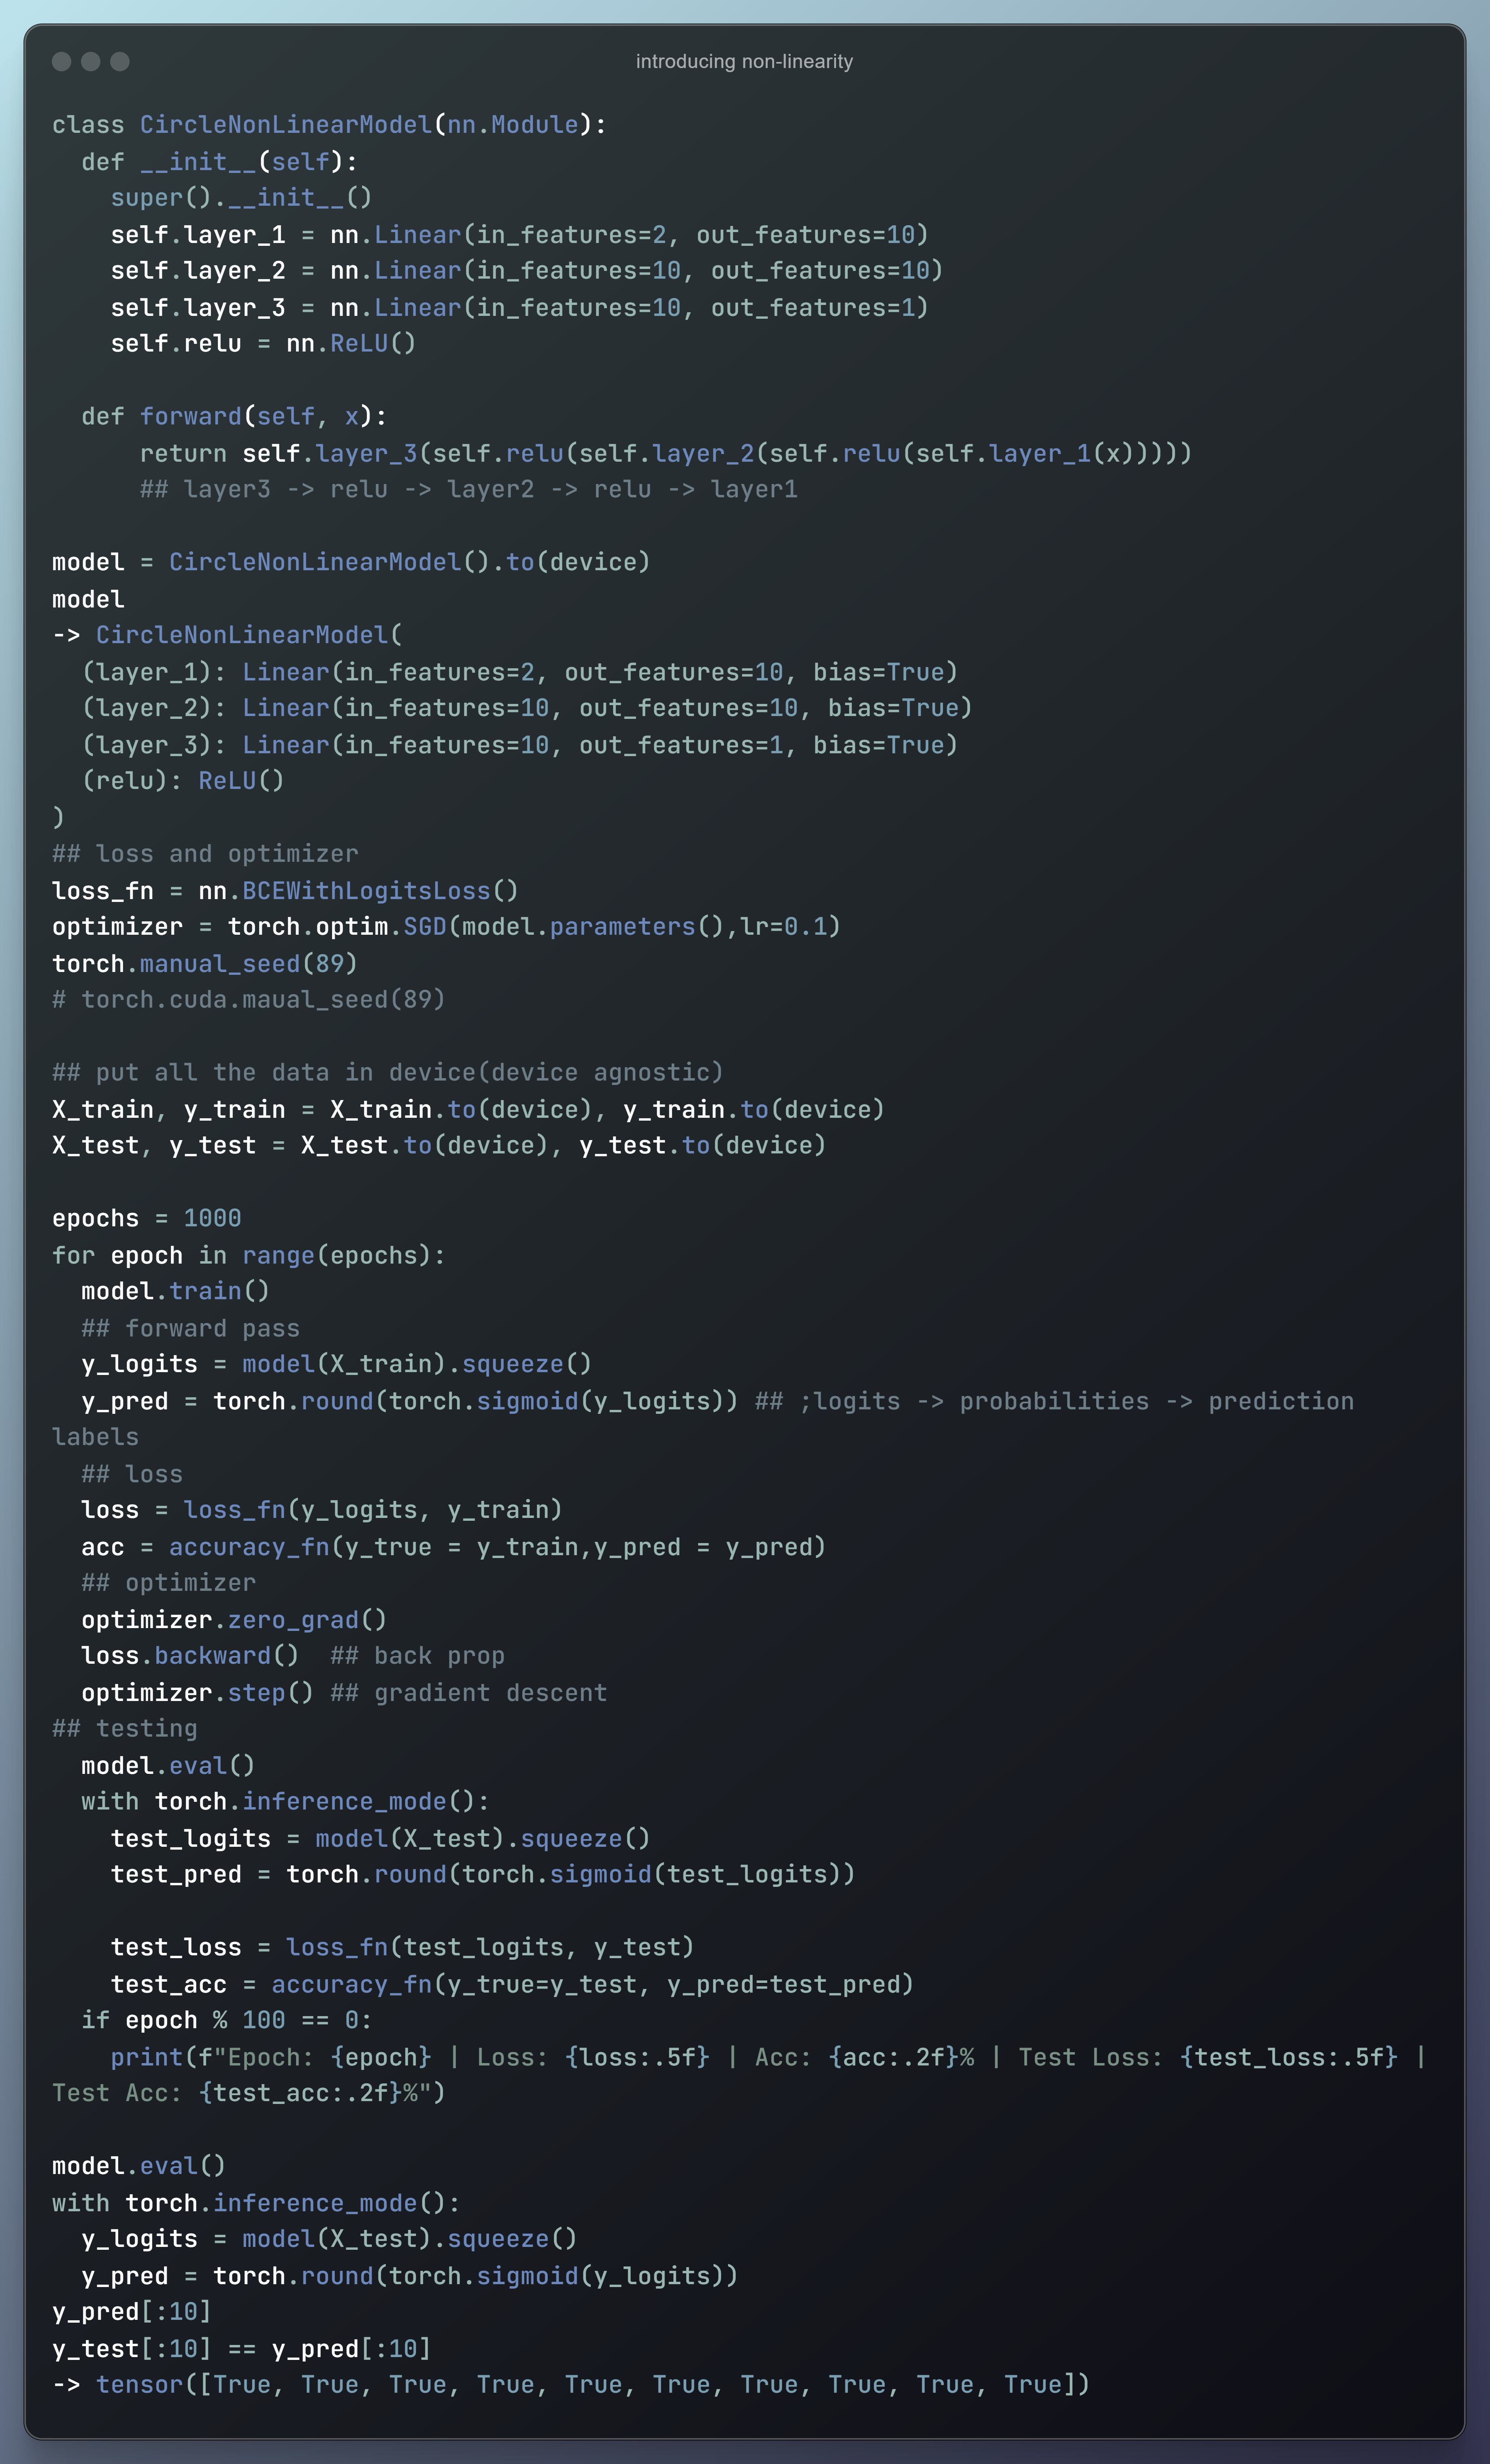 introducing non-linearity
class CircleNonLinearModel(nn.Module):
  def __init__(self):
    super().__init__()
    self.layer_1 = nn.Linear(in_features=2, out_features=10)
    self.layer_2 = nn.Linear(in_features=10, out_features=10)
    self.layer_3 = nn.Linear(in_features=10, out_features=1)
    self.relu = nn.ReLU()

  def forward(self, x):
      return self.layer_3(self.relu(self.layer_2(self.relu(self.layer_1(x)))))
      ## layer3 -> relu -> layer2 -> relu -> layer1

model = CircleNonLinearModel().to(device)
model
-> CircleNonLinearModel(
  (layer_1): Linear(in_features=2, out_features=10, bias=True)
  (layer_2): Linear(in_features=10, out_features=10, bias=True)
  (layer_3): Linear(in_features=10, out_features=1, bias=True)
  (relu): ReLU()
)
## loss and optimizer
loss_fn = nn.BCEWithLogitsLoss()
optimizer = torch.optim.SGD(model.parameters(),lr=0.1)
torch.manual_seed(89)
# torch.cuda.maual_seed(89)

## put all the data in device(device agnostic)
X_train, y_train = X_train.to(device), y_train.to(device)
X_test, y_test = X_test.to(device), y_test.to(device)

epochs = 1000
for epoch in range(epochs):
  model.train()
  ## forward pass
  y_logits = model(X_train).squeeze()
  y_pred = torch.round(torch.sigmoid(y_logits)) ## ;logits -> probabilities -> prediction
labels
  ## loss
  loss = loss_fn(y_logits, y_train)
  acc = accuracy_fn(y_true = y_train,y_pred = y_pred)
  ## optimizer
  optimizer.zero_grad()
  loss.backward()  ## back prop
  optimizer.step() ## gradient descent
## testing
  model.eval()
  with torch.inference_mode():
    test_logits = model(X_test).squeeze()
    test_pred = torch.round(torch.sigmoid(test_logits))

    test_loss = loss_fn(test_logits, y_test)
    test_acc = accuracy_fn(y_true=y_test, y_pred=test_pred)
  if epoch % 100 == 0:
    print(f"Epoch: {epoch} | Loss: {loss:.5f} | Acc: {acc:.2f}% | Test Loss: {test_loss:.5f} |
Test Acc: {test_acc:.2f}%")

model.eval()
with torch.inference_mode():
  y_logits = model(X_test).squeeze()
  y_pred = torch.round(torch.sigmoid(y_logits))
y_pred[:10]
y_test[:10] == y_pred[:10]
-> tensor([True, True, True, True, True, True, True, True, True, True])